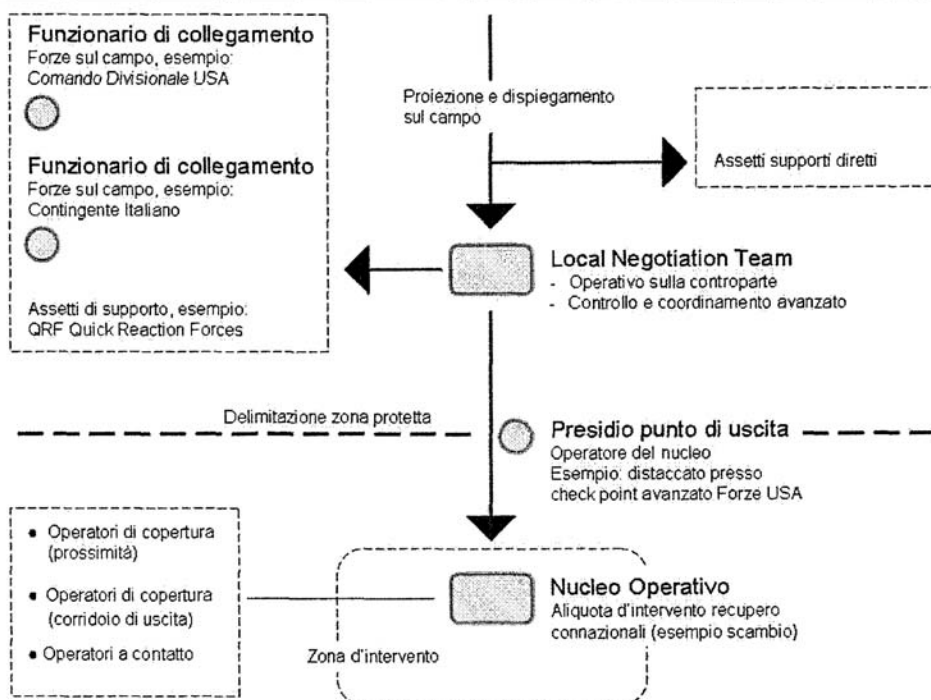 Funzionario di collegamento
Forze sul campo, esempio:
Comando Divisionale USA
Funzionario di collegamento
Forze sul campo, esempio:
Contingente Italiano
Assetti di supporto, esempio:
QRF Quick Reaction Forces
Proiezione e dispiegamento
sul campo
Assetti supporti diretti
Local Negotiation Team
- Operativo sulla controparte
- Controllo e coordinamento avanzato
Delimitazione zona protetta
Presidio punto di uscita
Operatore del nucleo
Esempio: distaccato presso
check point avanzato Forze USA
• Operatori di copertura
(prossimità)
• Operatori di copertura
(corridoio di uscita)
• Operatori a contatto
Zona d'intervento
Nucleo Operativo
Aliquota d'intervento recupero
connazionali (esempio scambio)